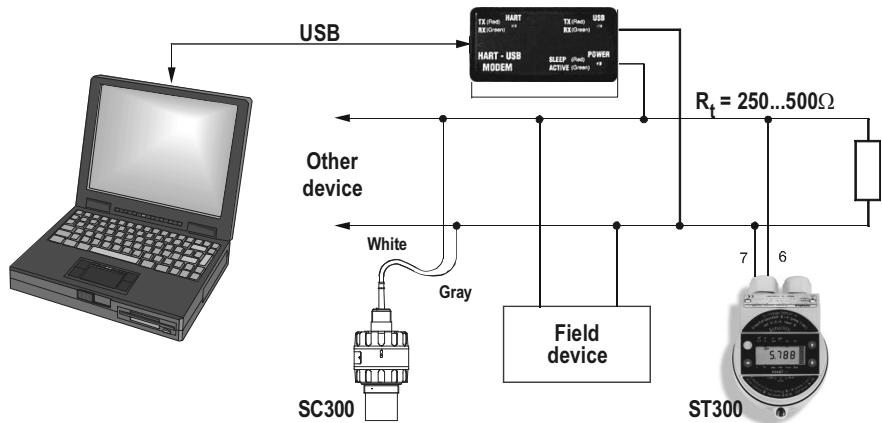 USB
TX (Red) HART
RX (Green)
TX (Red) USB
RX (Green)
HART - USB
MODEM
SLEEP (Red) POWER
ACTIVE (Green)
Rt = 250...500Ω
Other
device
White
Gray
7 6
Field
device
5.788
SC300
ST300